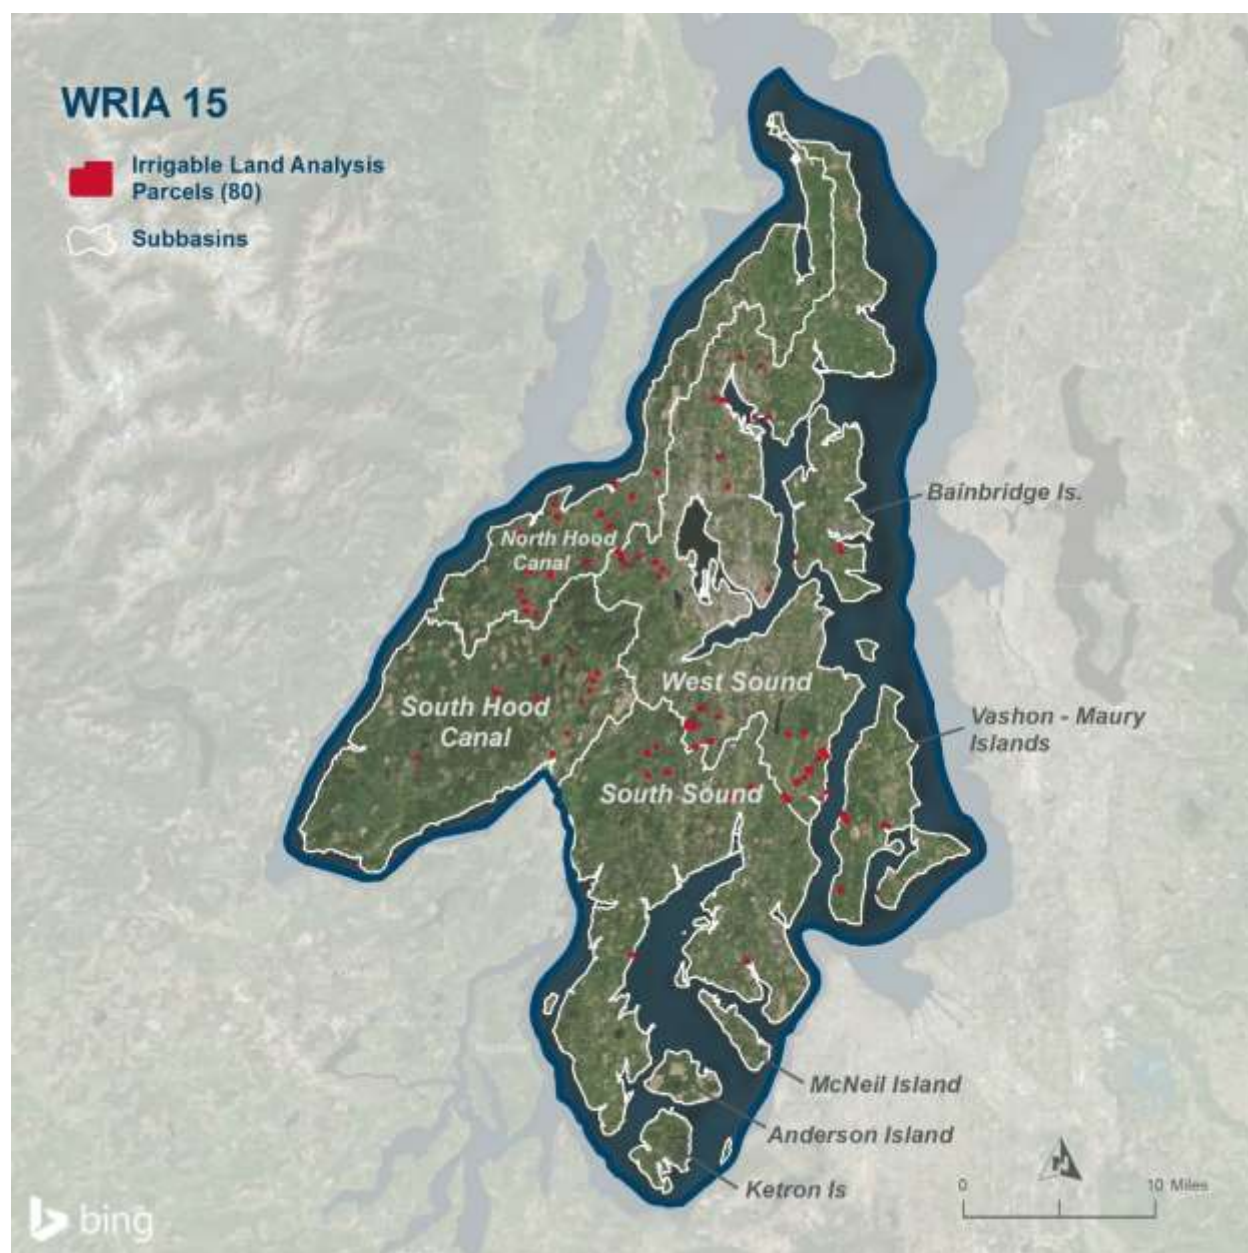 WRIA 15
Irrigable Land Analysis
Parcels (80)
Subbasins
Bainbridge Is.
North Hood
Canal
West Sound
South Hood
Canal
Vashon - Maury
Islands
South Sound
McNeil Island
Anderson Island
Ketron Is
N
0 10 Miles
bing